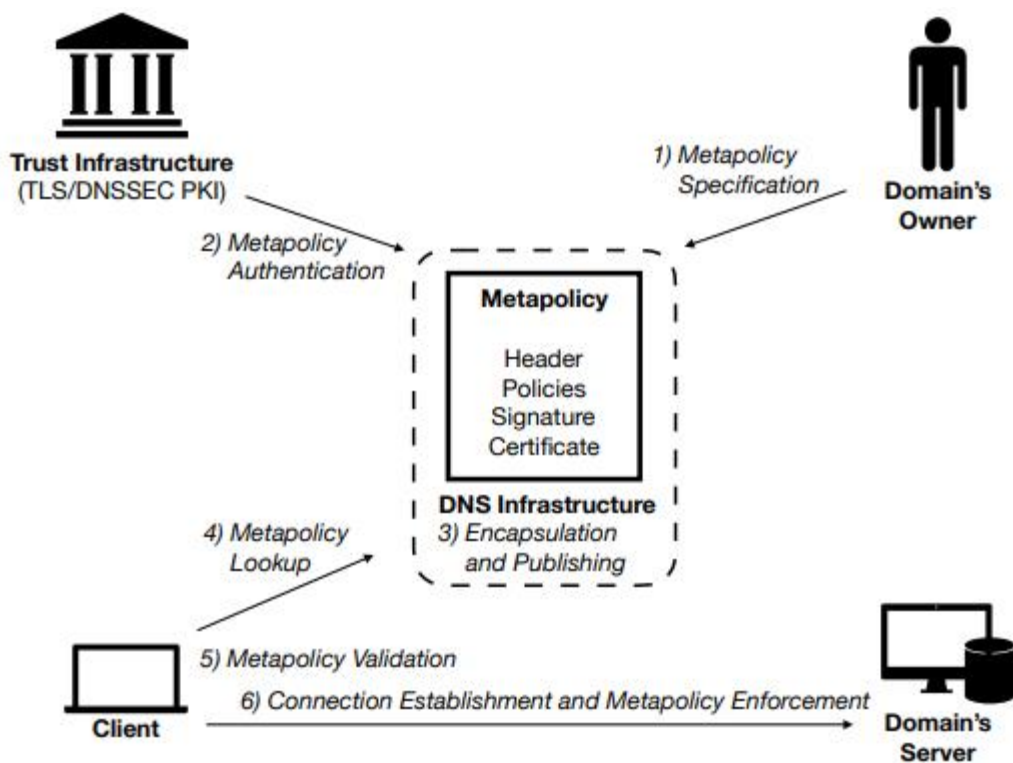 Trust Infrastructure
(TLS/DNSSEC PKI)
1) Metapolicy
Specification
Domain's
Owner
2) Metapolicy
Authentication
Metapolicy
Header
Policies
Signature
Certificate
DNS Infrastructure
3) Encapsulation
and Publishing
4) Metapolicy
Lookup
5) Metapolicy Validation
6) Connection Establishment and Metapolicy Enforcement
Client
Domain's
Server